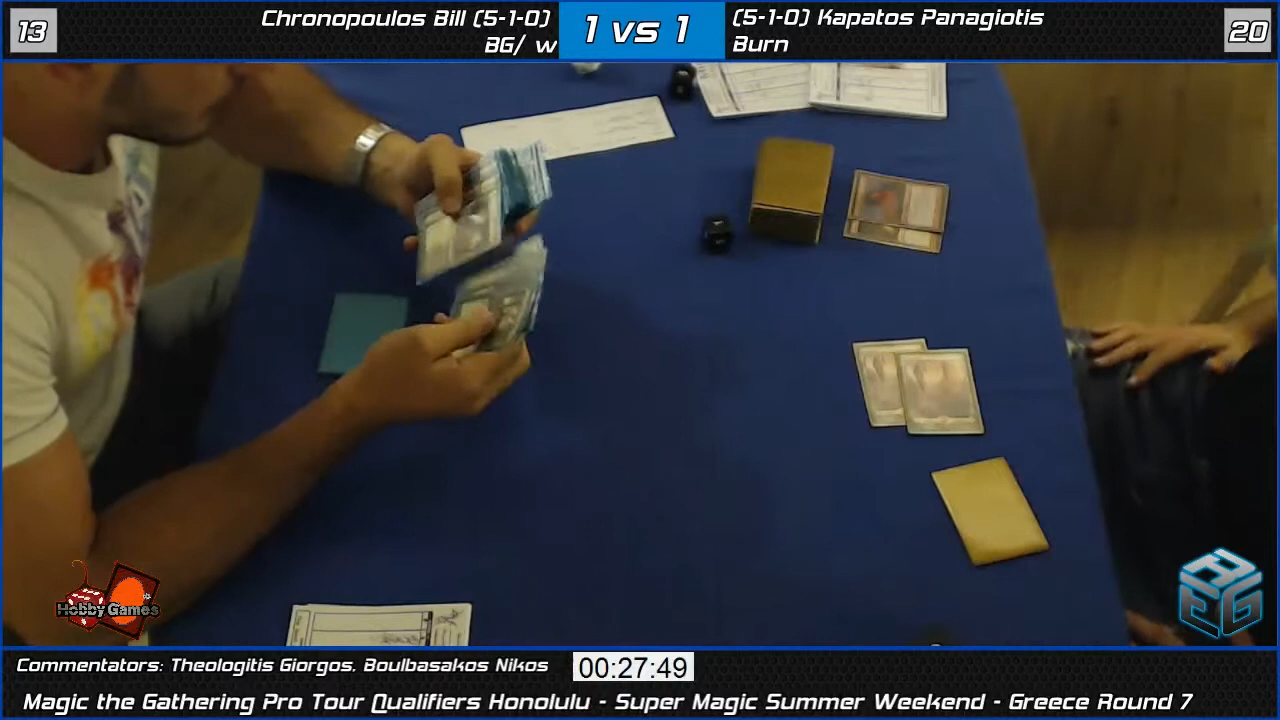 13
Chronopoulos Bill (5-1-0)
BG/ w
1 vs 1
(5-1-0) Kapatos Panagiotis
Burn
20
Hobby Games
AEG
Commentators: Theologitis Giorgos, Boulbasakos Nikos
00:27:49
Magic the Gathering Pro Tour Qualifiers Honolulu - Super Magic Summer Weekend - Greece Round 7